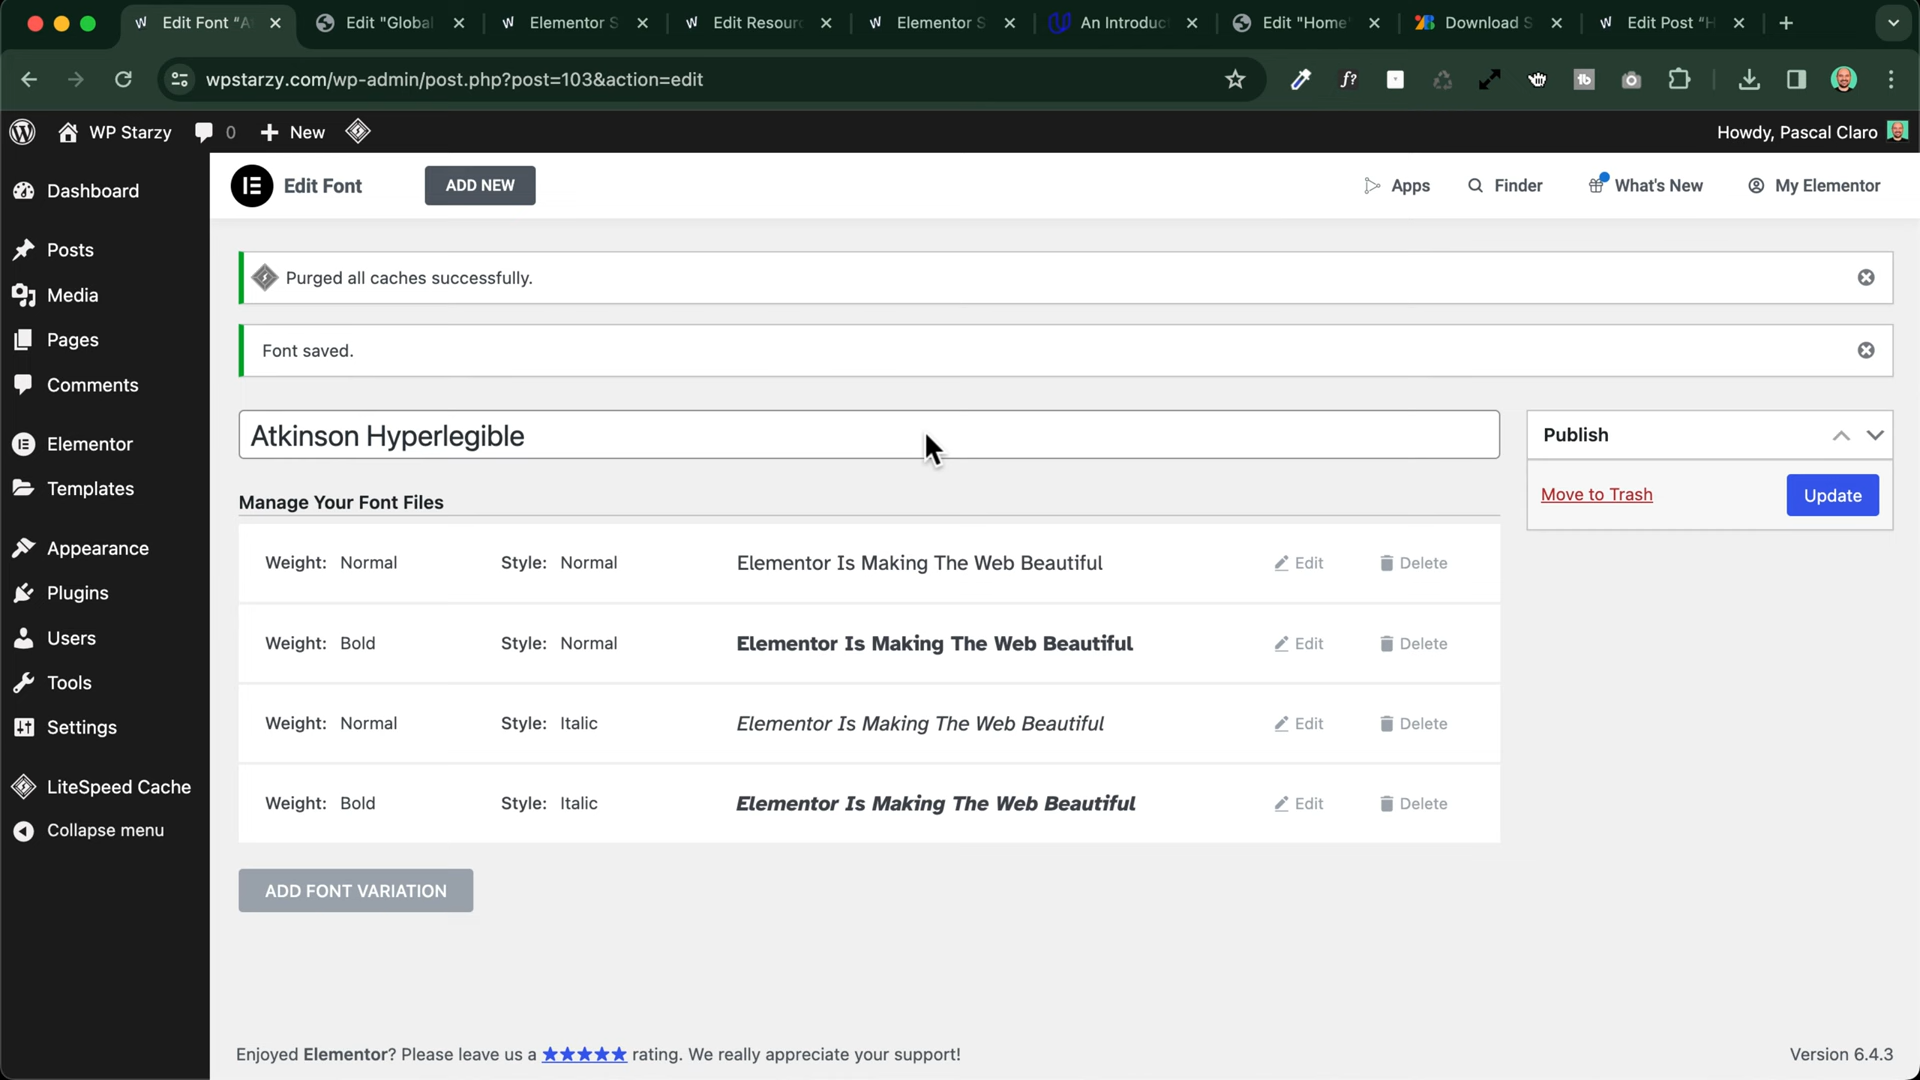 Edit Font “A
Edit "Global
Elementor S
Edit Resour
Elementor S
An Introduc
Edit "Home"
Download S
Edit Post “H
wpstarzy.com/wp-admin/post.php?post=103&action=edit
WP Starzy
0
New
Howdy, Pascal Claro
Dashboard
Posts
Media
Pages
Comments
Elementor
Templates
Appearance
Plugins
Users
Tools
Settings
LiteSpeed Cache
Collapse menu
Edit Font
ADD NEW
Apps
Finder
What's New
My Elementor
Purged all caches successfully.
Font saved.
Atkinson Hyperlegible
Publish
Move to Trash
Update
Manage Your Font Files
Weight: Normal Style: Normal Elementor Is Making The Web Beautiful Edit Delete
Weight: Bold Style: Normal Elementor Is Making The Web Beautiful Edit Delete
Weight: Normal Style: Italic Elementor Is Making The Web Beautiful Edit Delete
Weight: Bold Style: Italic Elementor Is Making The Web Beautiful Edit Delete
ADD FONT VARIATION
Enjoyed Elementor? Please leave us a ★★★★★ rating. We really appreciate your support!
Version 6.4.3